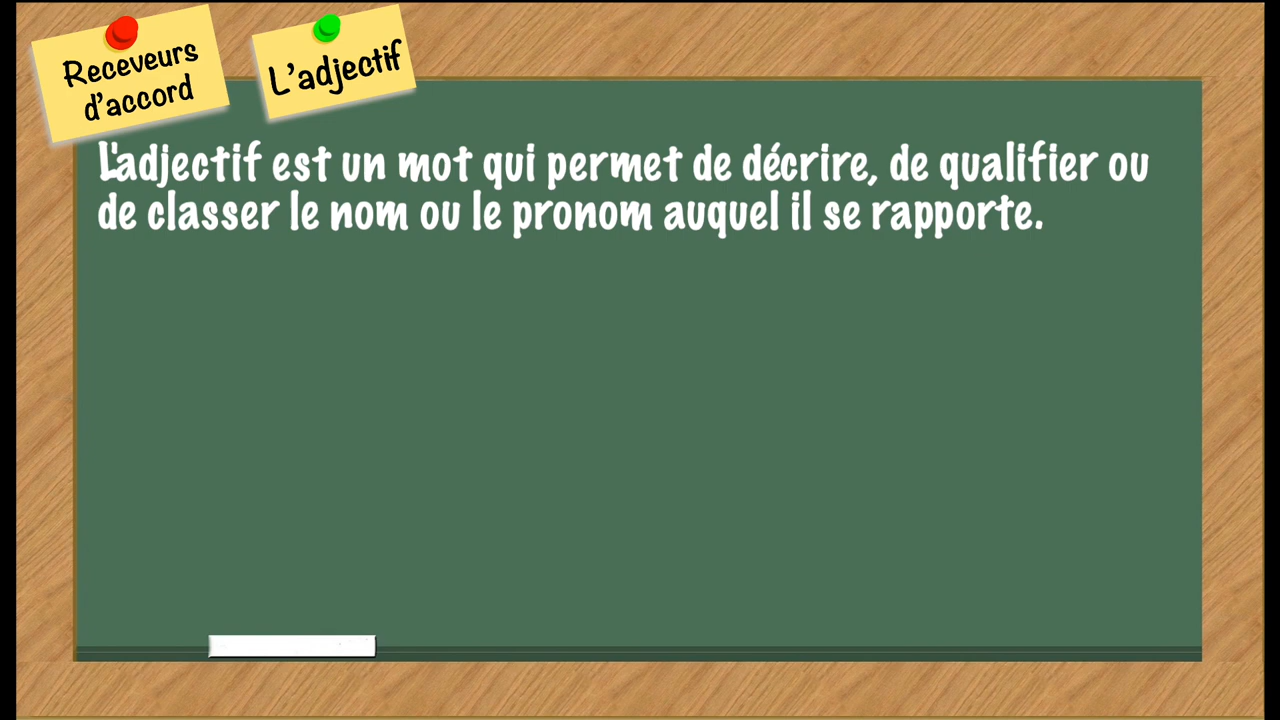 Receveurs
d'accord
L'adjectif
L'adjectif est un mot qui permet de décrire, de qualifier ou
de classer le nom ou le pronom auquel il se rapporte.